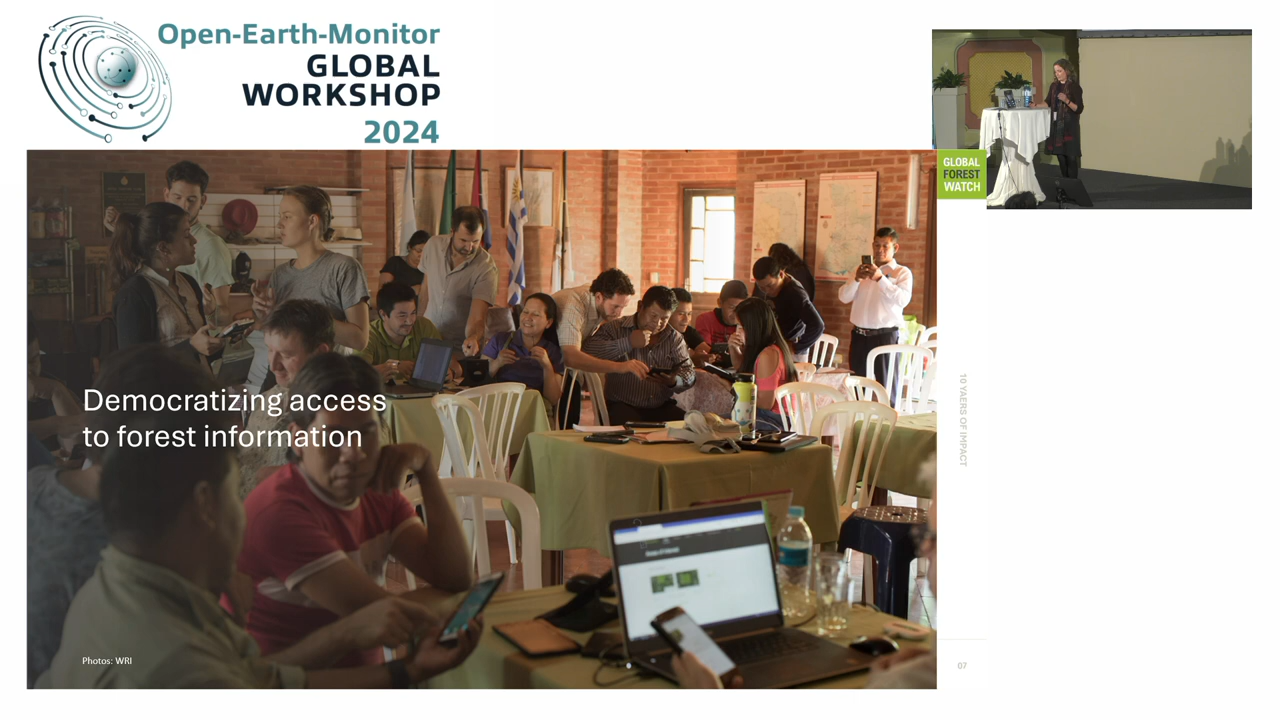 Open-Earth-Monitor
GLOBAL
WORKSHOP
2024
GLOBAL
FOREST
WATCH
Democratizing access
to forest information
10 YAERS OF IMPACT
Photos: WRI
07